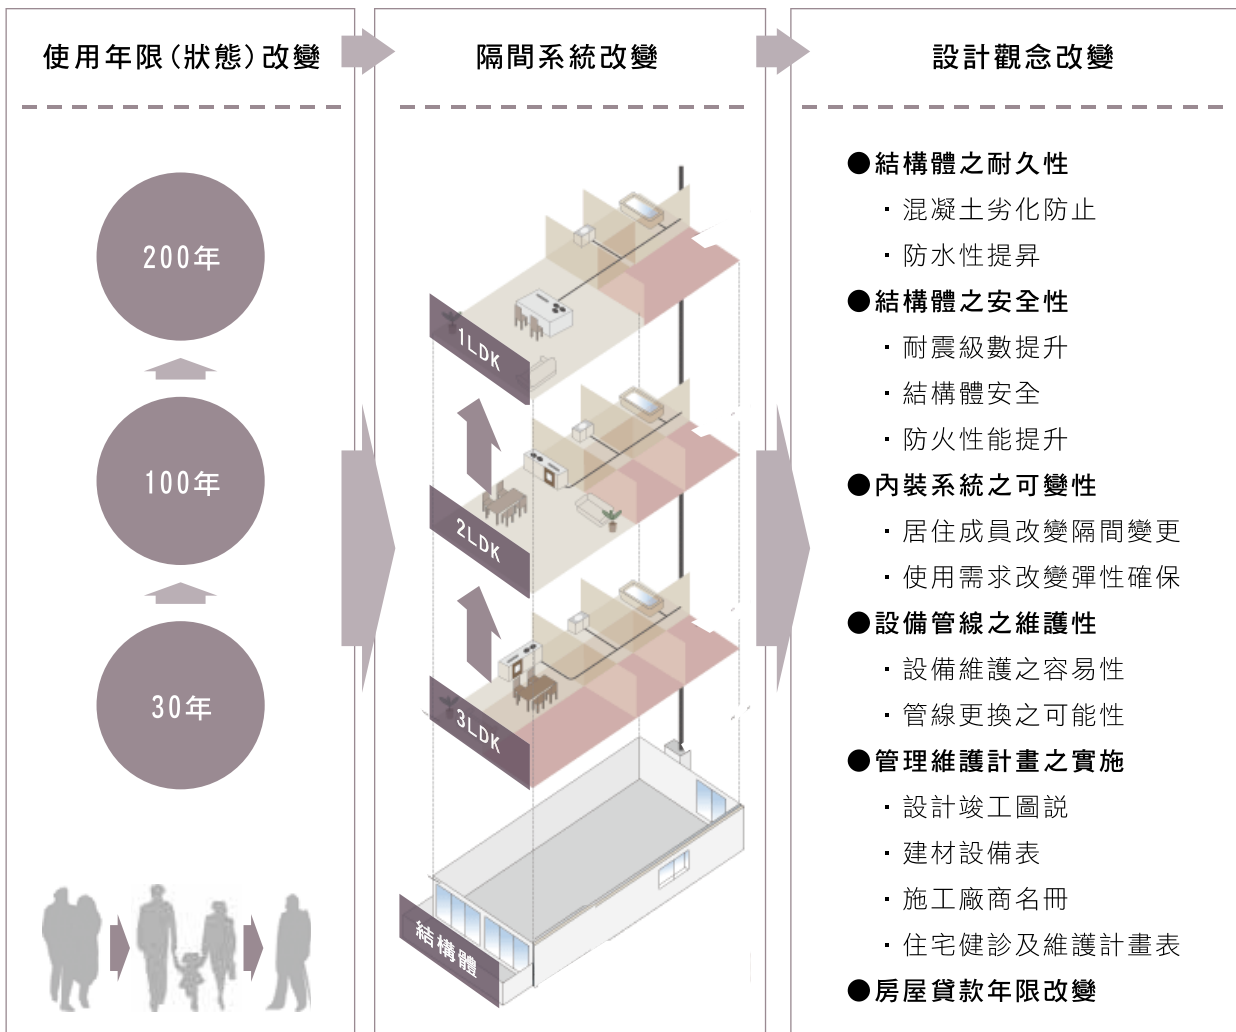 使用年限(狀態)改變
200年
100年
30年
隔間系統改變
1LDK
2LDK
3LDK
結構體
設計觀念改變
●結構體之耐久性
・混凝土劣化防止
・防水性提昇
●結構體之安全性
・耐震級數提升
・結構體安全
・防火性能提升
●內裝系統之可變性
・居住成員改變隔間變更
・使用需求改變彈性確保
●設備管線之維護性
・設備維護之容易性
・管線更換之可能性
●管理維護計畫之實施
・設計竣工圖説
・建材設備表
・施工廠商名冊
・住宅健診及維護計畫表
●房屋貸款年限改變